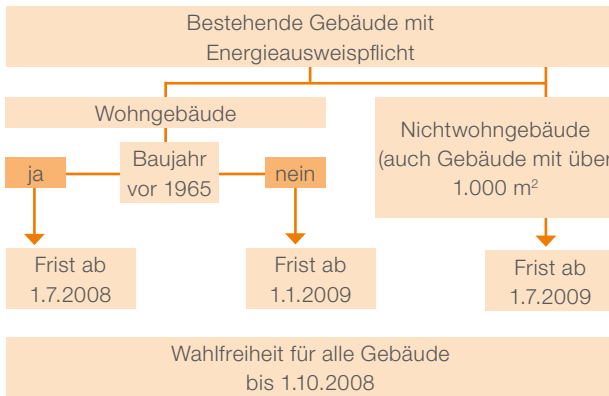 Bestehende Gebäude mit
Energieausweispflicht
Wohngebäude
Nichtwohngebäude
(auch Gebäude mit über
1.000 m²
ja
Baujahr
vor 1965
nein
Frist ab
1.7.2008
Frist ab
1.1.2009
Frist ab
1.7.2009
Wahlfreiheit für alle Gebäude
bis 1.10.2008